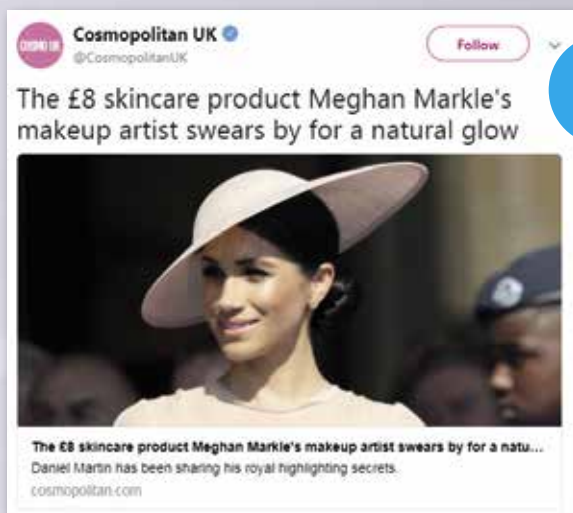 COSMO UK
Cosmopolitan UK
@CosmopolitanUK
Follow
The £8 skincare product Meghan Markle's
makeup artist swears by for a natural glow
The £8 skincare product Meghan Markle's makeup artist swears by for a natu...
Daniel Martin has been sharing his royal highlighting secrets.
cosmopolitan.com